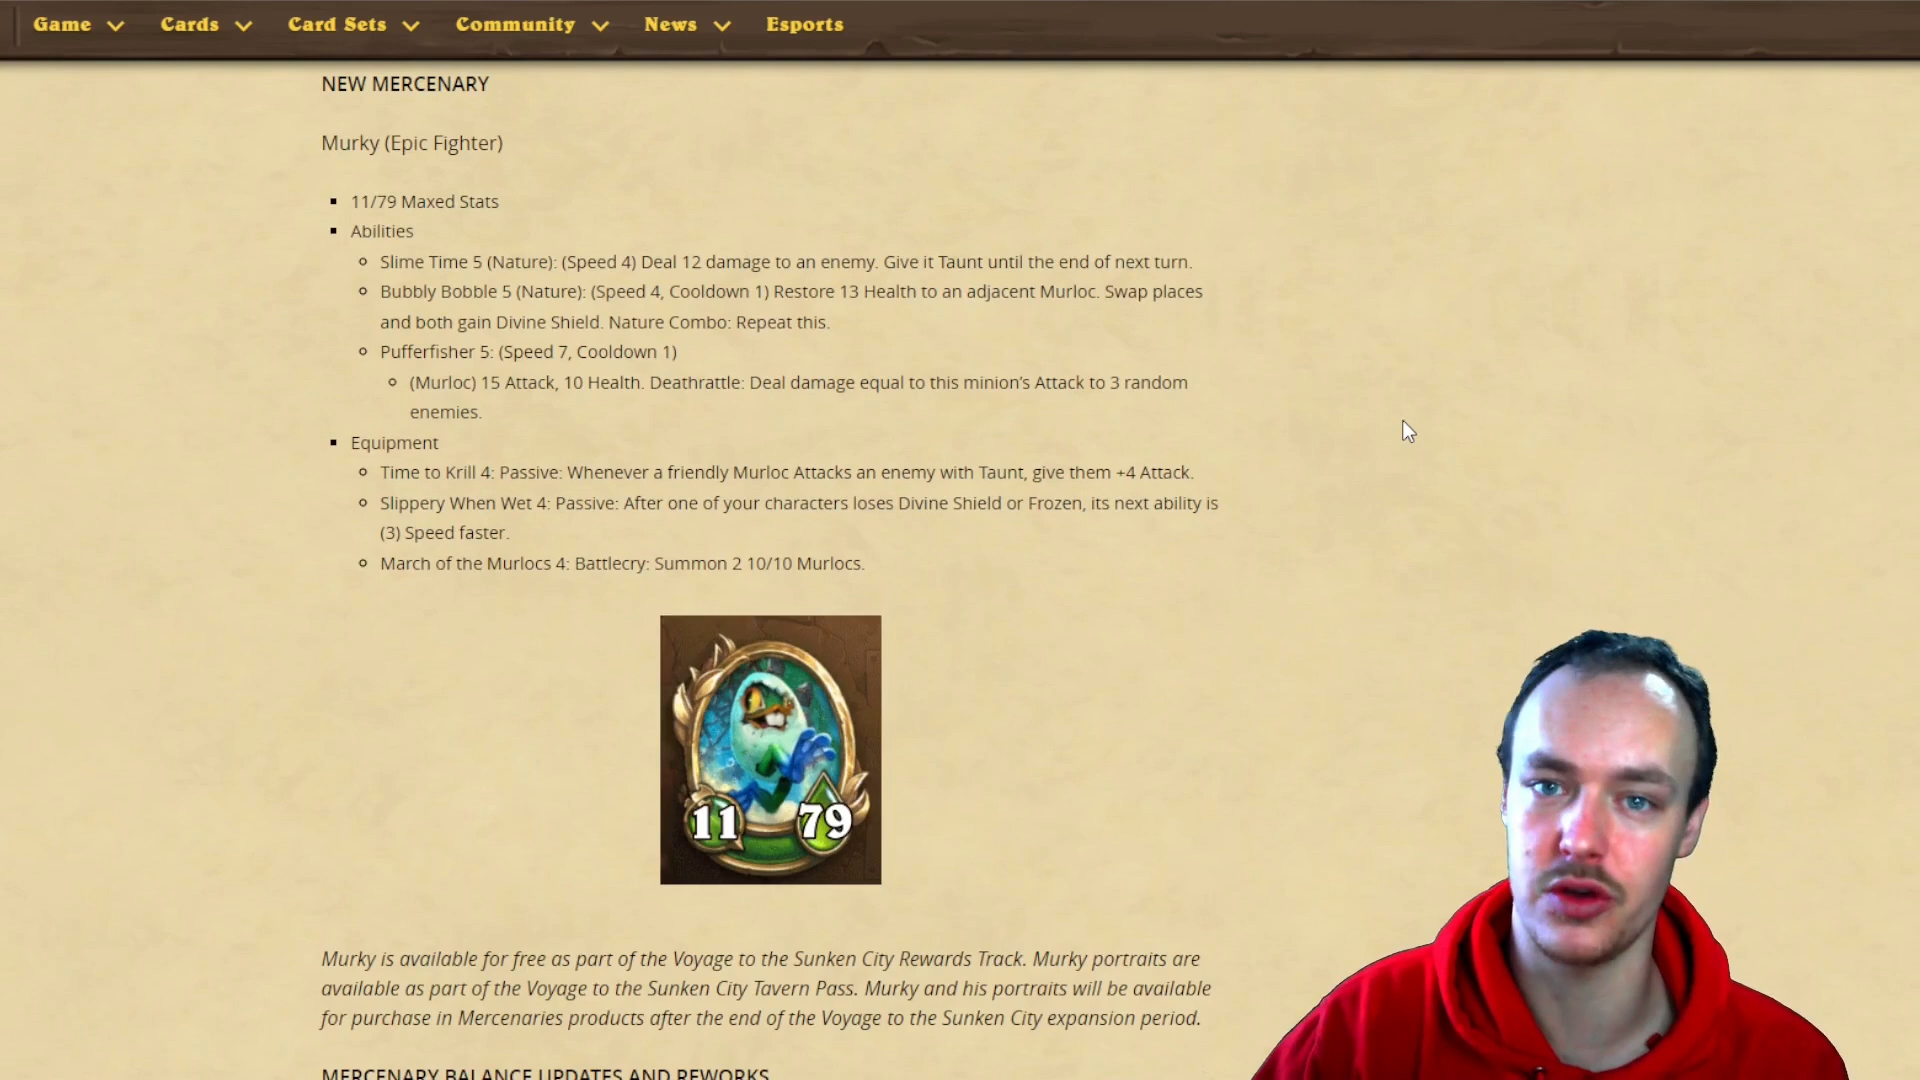 Game Cards Card Sets Community News Esports
NEW MERCENARY
Murky (Epic Fighter)
11/79 Maxed Stats
Abilities
Slime Time 5 (Nature): (Speed 4) Deal 12 damage to an enemy. Give it Taunt until the end of next turn.
Bubbly Bobble 5 (Nature): (Speed 4, Cooldown 1) Restore 13 Health to an adjacent Murloc. Swap places
and both gain Divine Shield. Nature Combo: Repeat this.
Pufferfisher 5: (Speed 7, Cooldown 1)
(Murloc) 15 Attack, 10 Health. Deathrattle: Deal damage equal to this minion's Attack to 3 random
enemies.
Equipment
Time to Krill 4: Passive: Whenever a friendly Murloc Attacks an enemy with Taunt, give them +4 Attack.
Slippery When Wet 4: Passive: After one of your characters loses Divine Shield or Frozen, its next ability is
(3) Speed faster.
March of the Murlocs 4: Battlecry: Summon 2 10/10 Murlocs.
11 79
Murky is available for free as part of the Voyage to the Sunken City Rewards Track. Murky portraits are
available as part of the Voyage to the Sunken City Tavern Pass. Murky and his portraits will be available
for purchase in Mercenaries products after the end of the Voyage to the Sunken City expansion period.
MERCENARY BALANCE UPDATES AND REWORKS